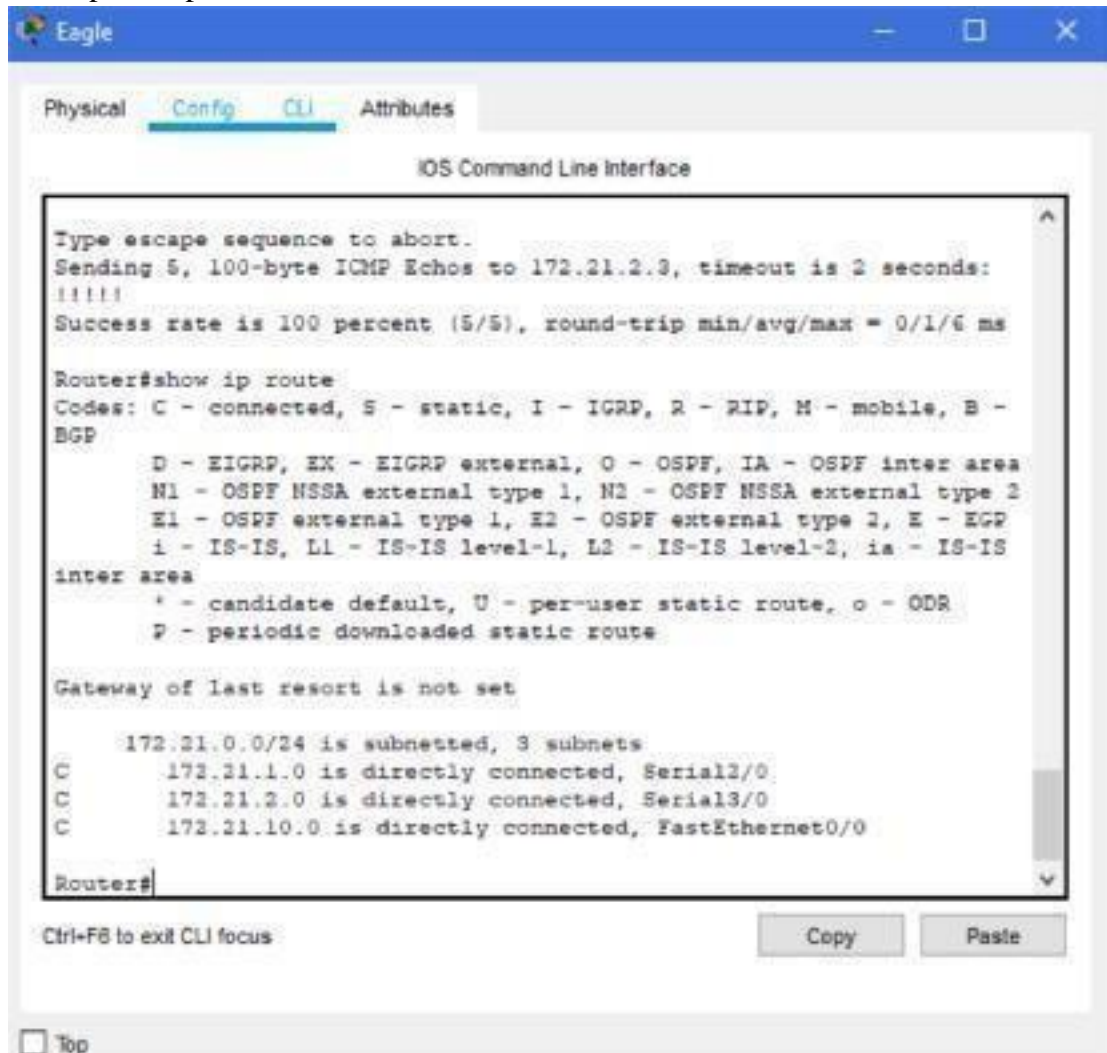 Eagle
Physical Config CLI Attributes
IOS Command Line Interface
Type escape sequence to abort.
Sending 5, 100-byte ICMP Echos to 172.21.2.3, timeout is 2 seconds:
!!!!!
Success rate is 100 percent (5/5), round-trip min/avg/max = 0/1/6 ms
Router#show ip route
Codes: C - connected, S - static, I - IGRP, R - RIP, M - mobile, B -
BGP
D - EIGRP, EX - EIGRP external, O - OSPF, IA - OSPF inter area
N1 - OSPF NSSA external type 1, N2 - OSPF NSSA external type 2
E1 - OSPF external type 1, E2 - OSPF external type 2, E - EGP
i - IS-IS, L1 - IS-IS level-1, L2 - IS-IS level-2, ia - IS-IS
inter area
* - candidate default, U - per-user static route, o - ODR
P - periodic downloaded static route
Gateway of last resort is not set
172.21.0.0/24 is subnetted, 3 subnets
C 172.21.1.0 is directly connected, Serial2/0
C 172.21.2.0 is directly connected, Serial3/0
C 172.21.10.0 is directly connected, FastEthernet0/0
Router#
Ctrl+F6 to exit CLI focus
Copy Paste
Top